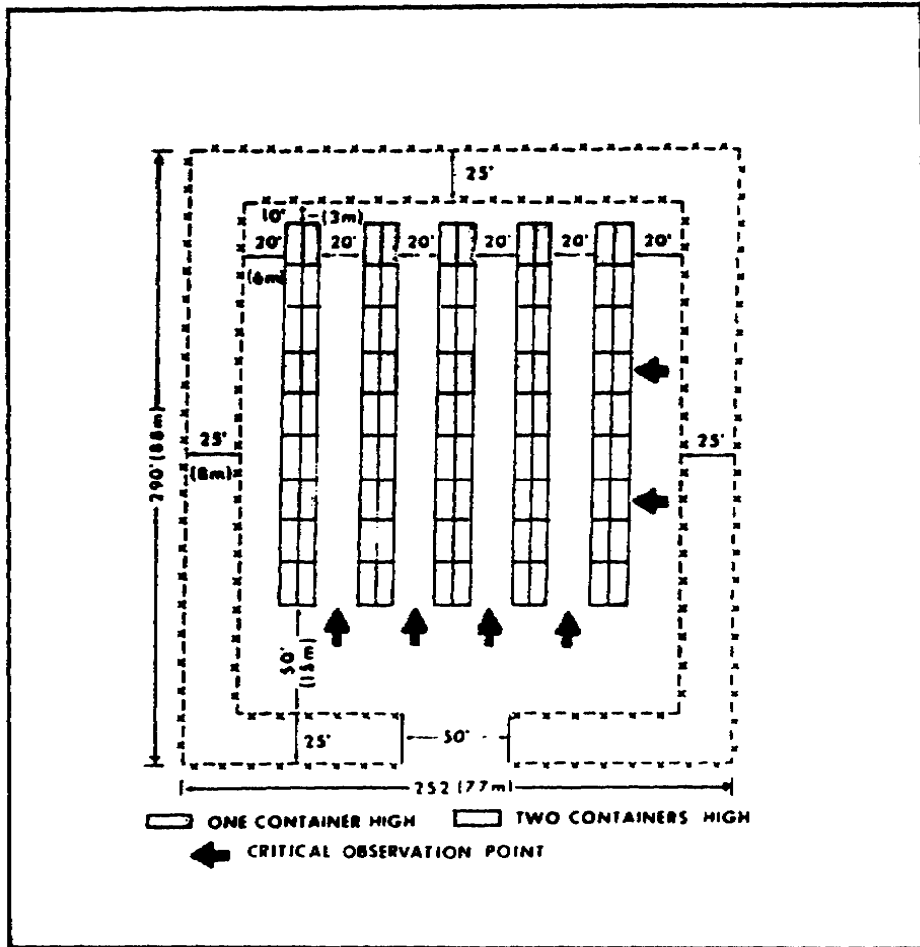 25'
10' (3m)
20' 20' 20' 20' 20' 20'
(6m)
290' (88m)
25' 25'
(8m)
50'
(15m)
25' 50'
252 (77m)
ONE CONTAINER HIGH TWO CONTAINERS HIGH
CRITICAL OBSERVATION POINT